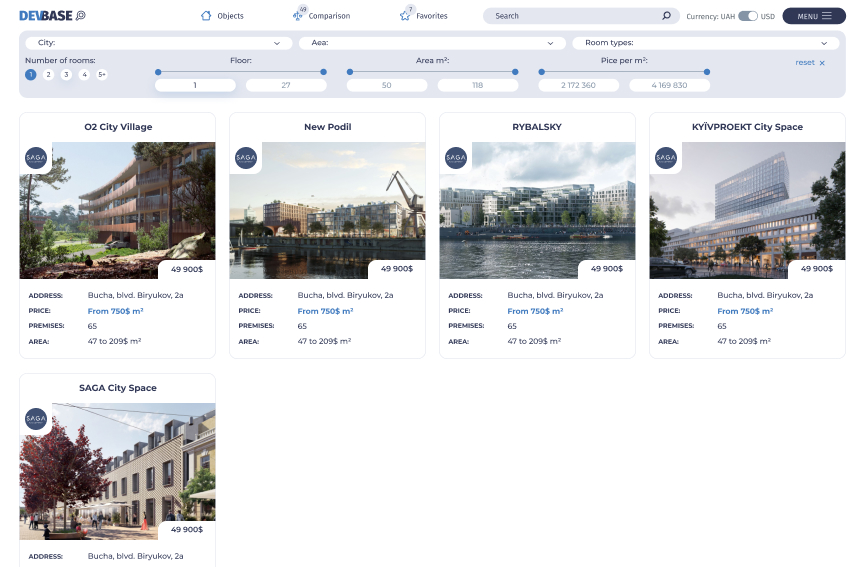 DEVBASE
Objects
49
Comparison
7
Favorites
Search
Currency: UAH
USD
MENU
City:
Aea:
Room types:
Number of rooms:
1 2 3 4 5+
Floor:
1 27
Area m²:
50 118
Pice per m²:
2 172 360 4 169 830
reset ×
O2 City Village
SAGA
49 900$
ADDRESS: Bucha, blvd. Biryukov, 2a
PRICE: From 750$ m²
PREMISES: 65
AREA: 47 to 209$ m²
New Podil
SAGA
49 900$
ADDRESS: Bucha, blvd. Biryukov, 2a
PRICE: From 750$ m²
PREMISES: 65
AREA: 47 to 209$ m²
RYBALSKY
SAGA
49 900$
ADDRESS: Bucha, blvd. Biryukov, 2a
PRICE: From 750$ m²
PREMISES: 65
AREA: 47 to 209$ m²
KYÏVPROEKT City Space
SAGA
49 900$
ADDRESS: Bucha, blvd. Biryukov, 2a
PRICE: From 750$ m²
PREMISES: 65
AREA: 47 to 209$ m²
SAGA City Space
SAGA
49 900$
ADDRESS: Bucha, blvd. Biryukov, 2a